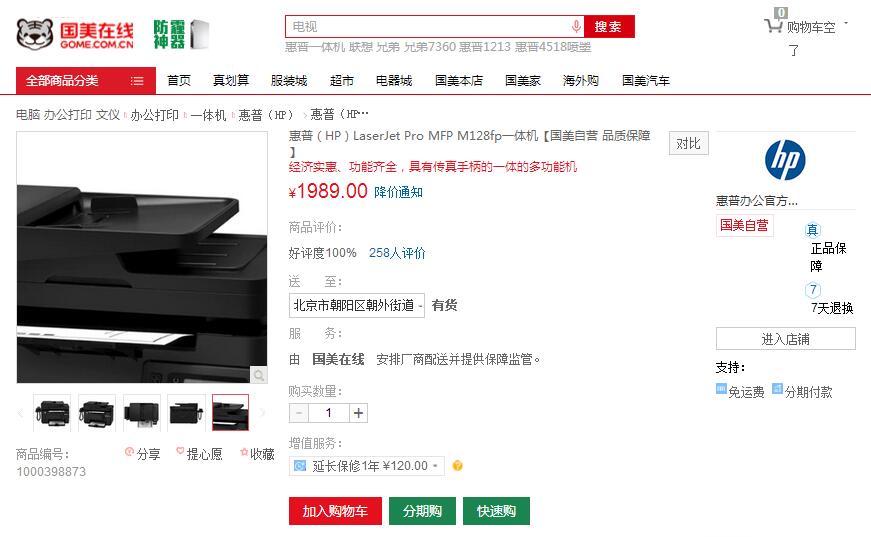 国美在线
GOME.COM.CN
防霾
神器
电视
搜索
惠普一体机 联想 兄弟 兄弟7360 惠普1213 惠普4518喷墨
0
购物车空
了
全部商品分类
首页 真划算 服装城 超市 电器城 国美本店 国美家 海外购 国美汽车
电脑 办公打印 文仪 办公打印 一体机 惠普（HP） 惠普（HP…
惠普（HP）LaserJet Pro MFP M128fp一体机【国美自营 品质保障
】
对比
经济实惠、功能齐全，具有传真手柄的一体的多功能机
¥1989.00 降价通知
商品评价：
好评度100% 258人评价
送 至：
北京市朝阳区朝外街道 有货
服 务：
由 国美在线 安排厂商配送并提供保障监管。
购买数量：
- 1 +
增值服务：
延长保修1年 ¥120.00
?
加入购物车 分期购 快速购
商品编号：
1000398873
分享 提心愿 收藏
hp
惠普办公官方...
国美自营
真
正品保
障
7
7天退换
进入店铺
支持：
免运费 分期付款